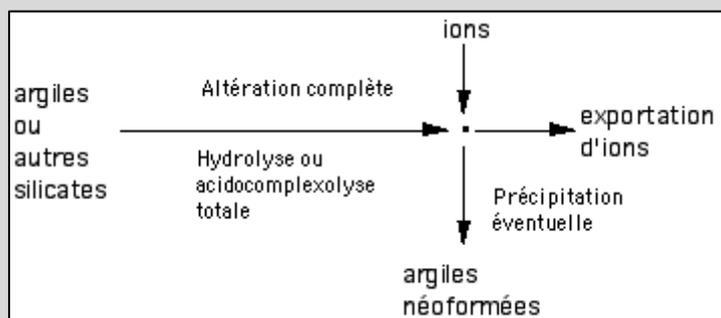 ions
argiles
ou
autres
silicates
Altération complète
Hydrolyse ou
acidocomplexolyse
totale
exportation
d'ions
Précipitation
éventuelle
argiles
néoformées